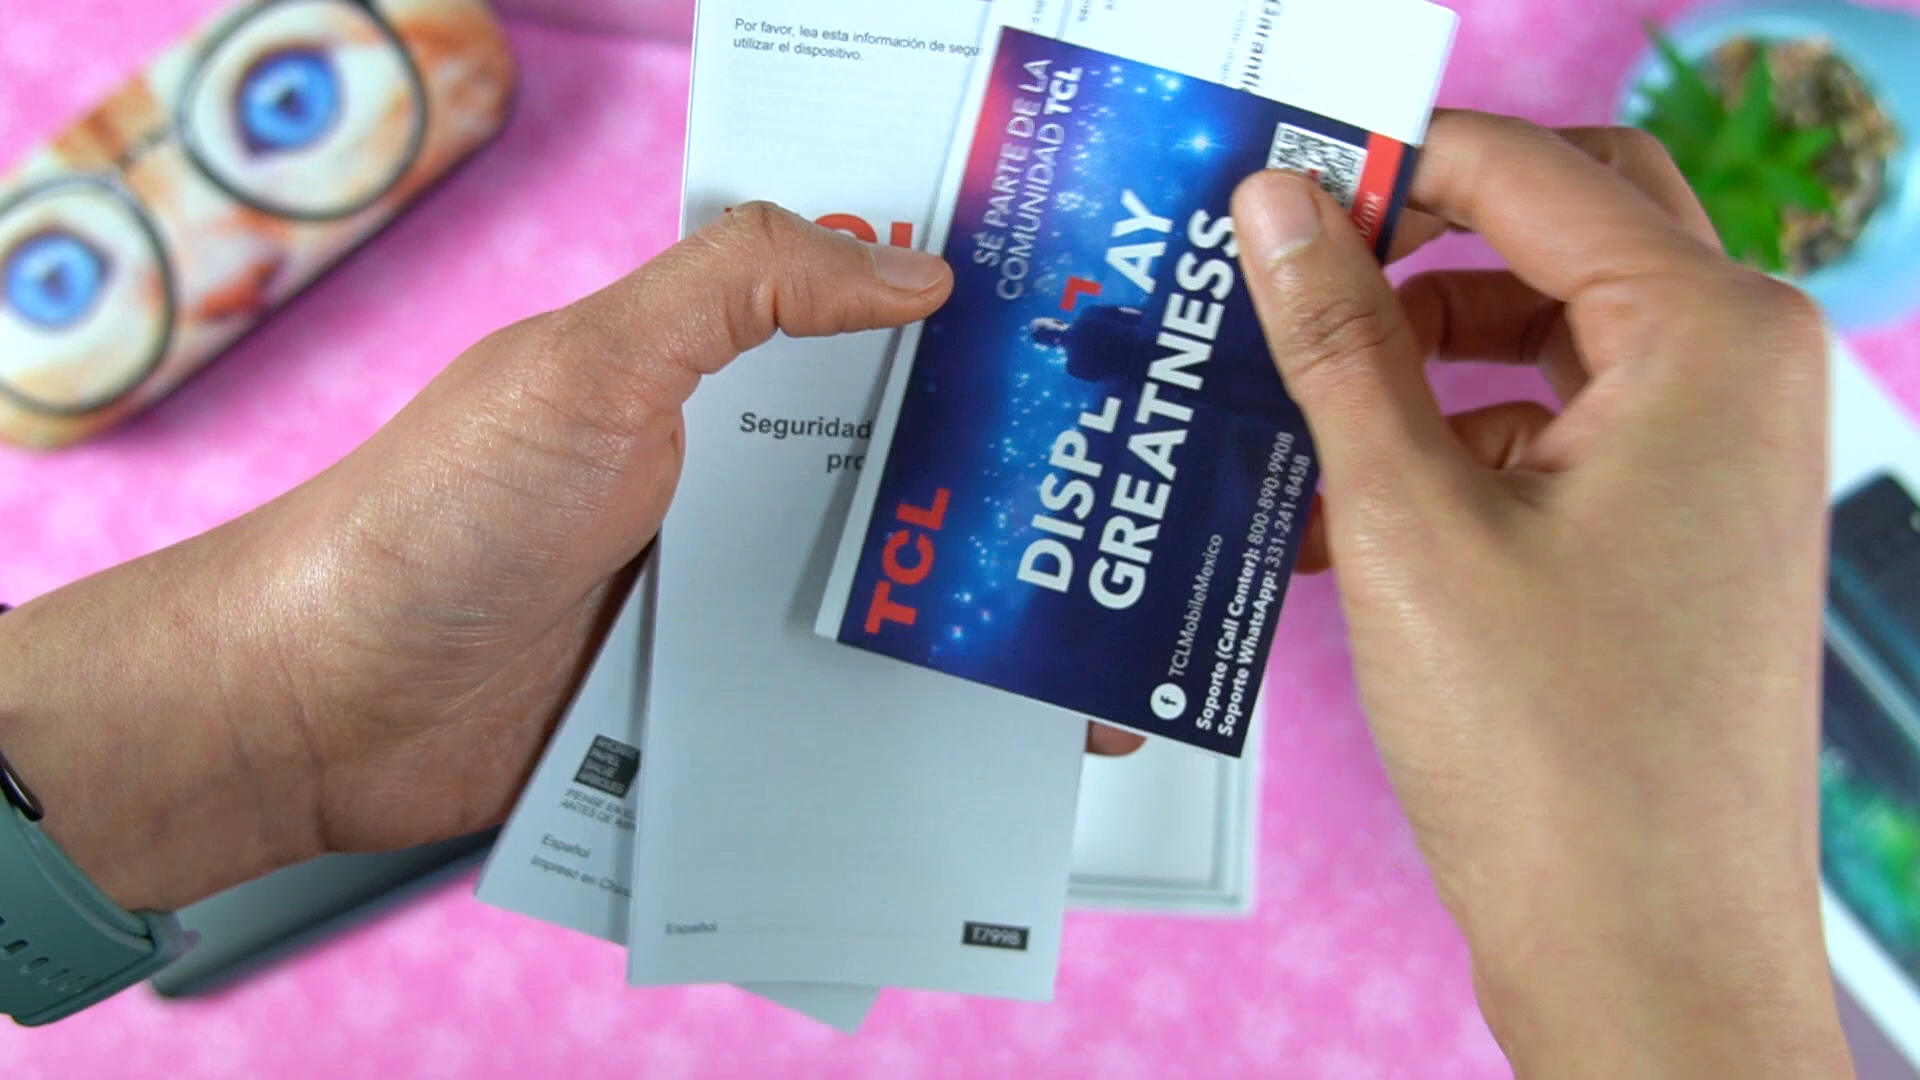 Por favor, lea esta información de segu
utilizar el dispositivo.
Seguridad
pro
Español
T799B
TCL
SÉ PARTE DE LA
COMUNIDAD TCL
DISPL AY
GREATNESS
TCLMobileMexico
Soporte (Call Center): 800-890-9908
Soporte WhatsApp: 331-241-8458
Español
Impreso en China